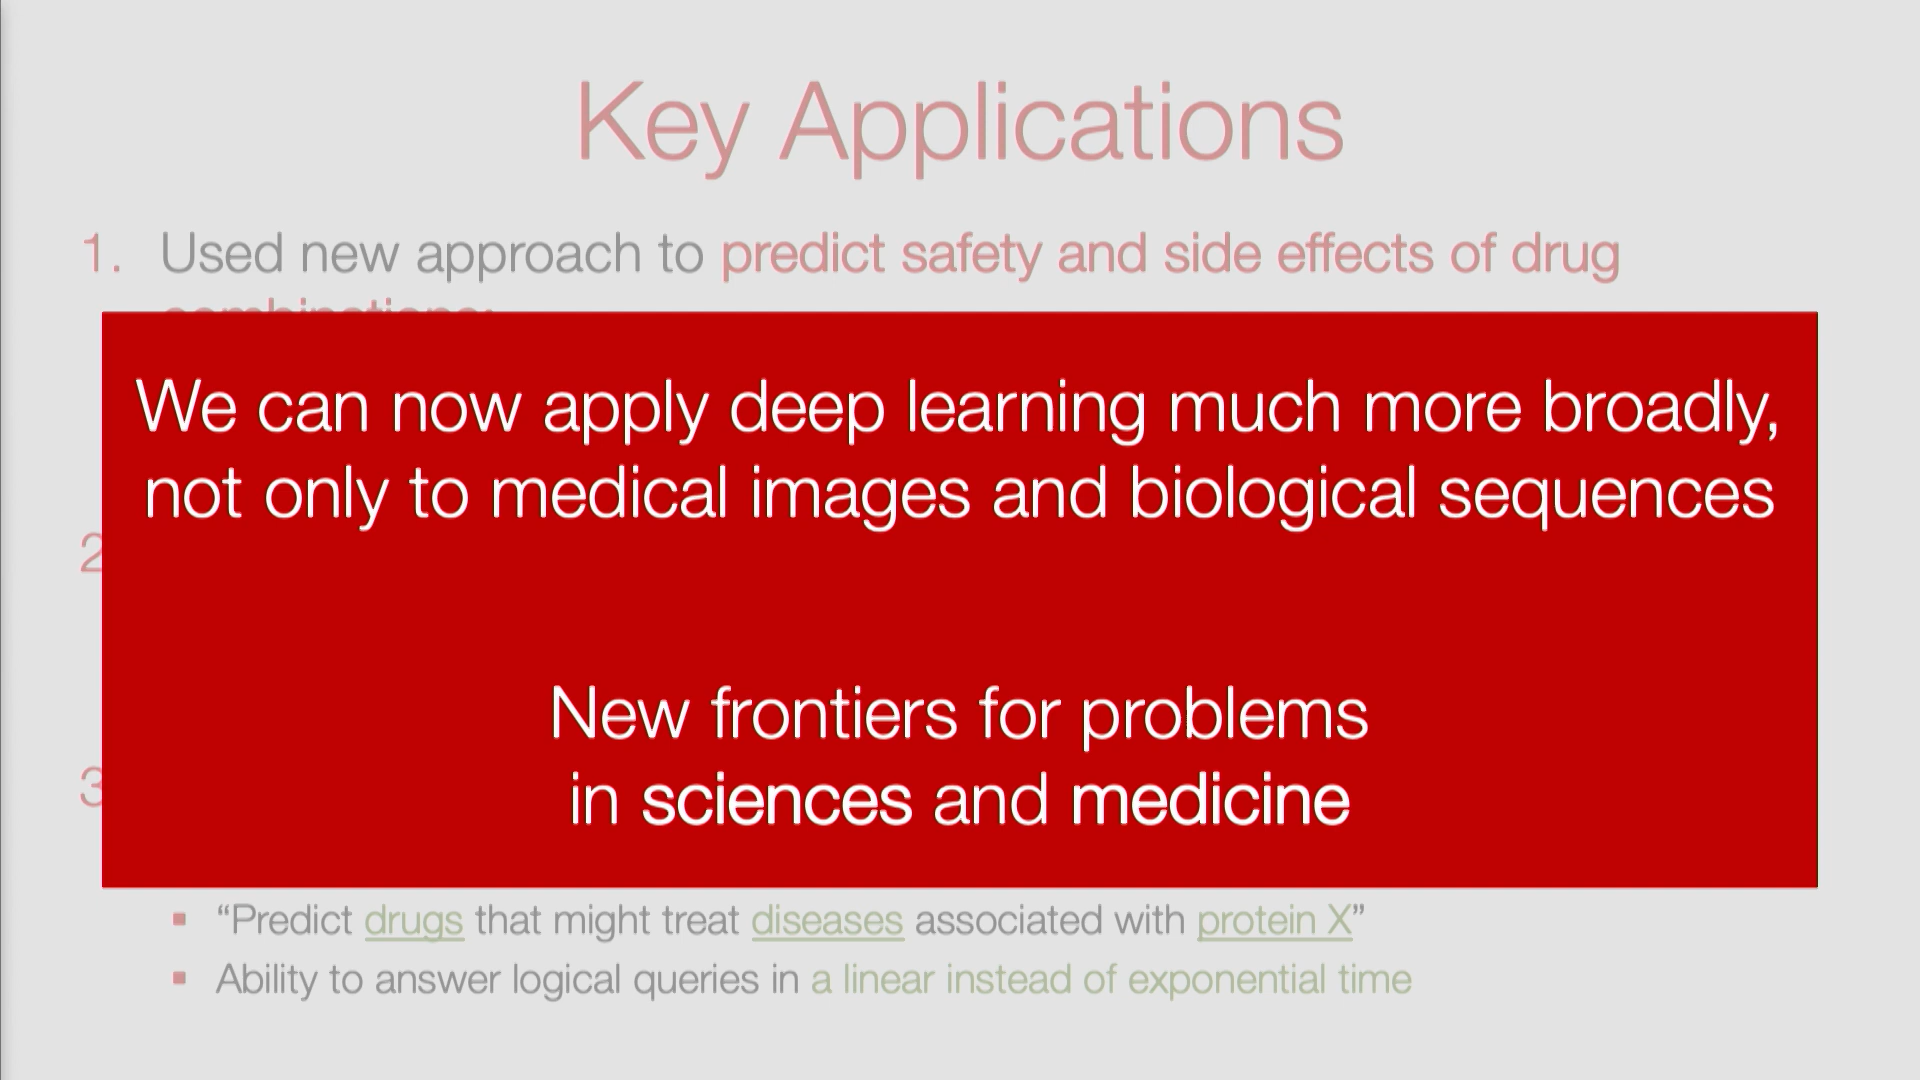 Key Applications
1. Used new approach to predict safety and side effects of drug
We can now apply deep learning much more broadly,
not only to medical images and biological sequences
2
New frontiers for problems
3
in sciences and medicine
▪ “Predict drugs that might treat diseases associated with protein X”
▪ Ability to answer logical queries in a linear instead of exponential time